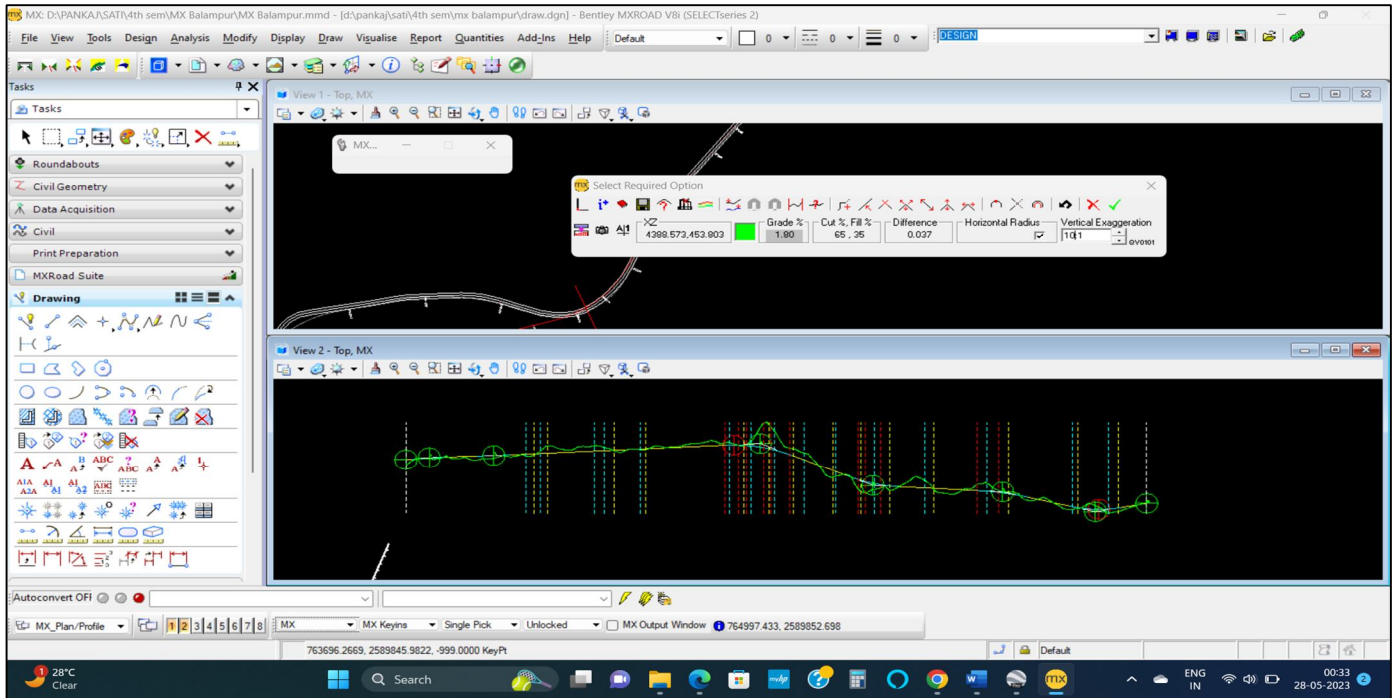 MX: D:\PANKAJ\SATI\4th sem\MX Balampur\MX Balampur.mmd - [d:\pankaj\sati\4th sem\mx balampur\draw.dgn] - Bentley MXROAD V8i (SELECTseries 2)
File View Tools Design Analysis Modify Display Draw Visualise Report Quantities Add-Ins Help Default 0 0 0 DESIGN
Tasks
View 1 - Top, MX
Tasks
MX...
Select Required Option
Roundabouts
Civil Geometry
Data Acquisition
Civil
Print Preparation
MXRoad Suite
Drawing
XZ Grade % Cut %, Fill % Difference Horizontal Radius Vertical Exaggeration
4388.573,453.803 1.80 65 , 35 0.037 10:1 GV0101
View 2 - Top, MX
Autoconvert OFF
MX_Plan/Profile 1 2 3 4 5 6 7 8 MX MX Keyins Single Pick Unlocked MX Output Window 764997.433, 2589852.698
763696.2669, 2589845.9822, -999.0000 KeyPt Default
1 28°C
Clear
Search
ENG
IN
00:33
28-05-2023 2